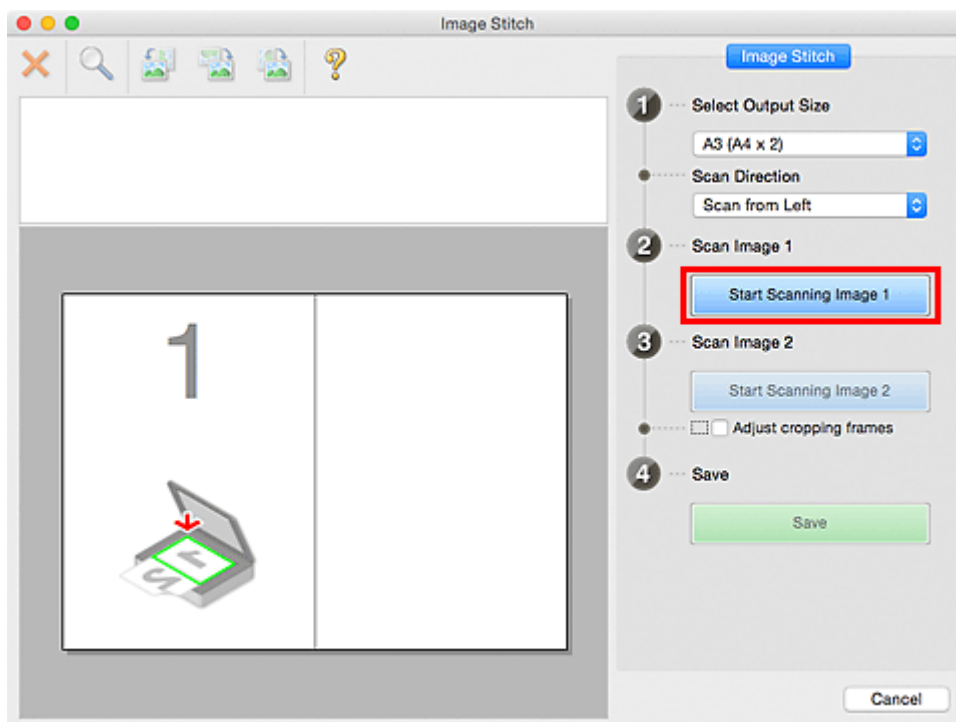 Image Stitch
Image Stitch
1 Select Output Size
A3 (A4 x 2)
Scan Direction
Scan from Left
2 Scan Image 1
Start Scanning Image 1
3 Scan Image 2
Start Scanning Image 2
Adjust cropping frames
4 Save
Save
Cancel
?
1
1
2